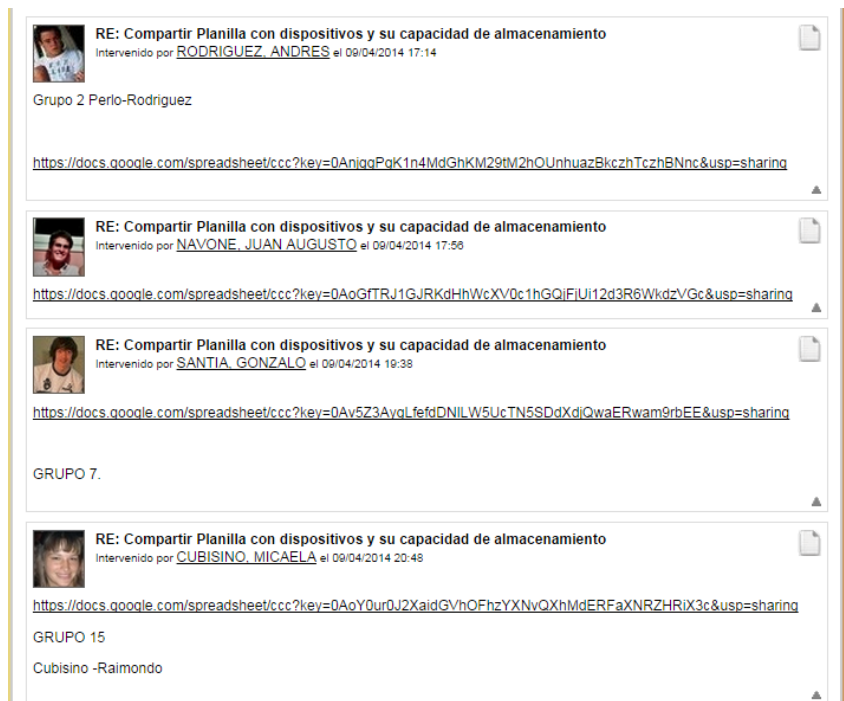 RE: Compartir Planilla con dispositivos y su capacidad de almacenamiento
Intervenido por RODRIGUEZ, ANDRES el 09/04/2014 17:14
Grupo 2 Perlo-Rodriguez
https://docs.google.com/spreadsheet/ccc?key=0AnjgqPgK1n4MdGhKM29tM2hOUnhuazBkczhTczhBNnc&usp=sharing
RE: Compartir Planilla con dispositivos y su capacidad de almacenamiento
Intervenido por NAVONE, JUAN AUGUSTO el 09/04/2014 17:56
https://docs.google.com/spreadsheet/ccc?key=0AoGfTRJ1GJRKdHhWcXV0c1hGQjFjUi12d3R6WkdzVGc&usp=sharing
RE: Compartir Planilla con dispositivos y su capacidad de almacenamiento
Intervenido por SANTIA, GONZALO el 09/04/2014 19:38
https://docs.google.com/spreadsheet/ccc?key=0Av5Z3AyqLfefdDNILW5UcTN5SDdXdjQwaERwam9rbEE&usp=sharing
GRUPO 7.
RE: Compartir Planilla con dispositivos y su capacidad de almacenamiento
Intervenido por CUBISINO, MICAELA el 09/04/2014 20:48
https://docs.google.com/spreadsheet/ccc?key=0AoY0ur0J2XaidGVhOFhzYXNvQXhMdERFaXNRZHRiX3c&usp=sharing
GRUPO 15
Cubisino -Raimondo